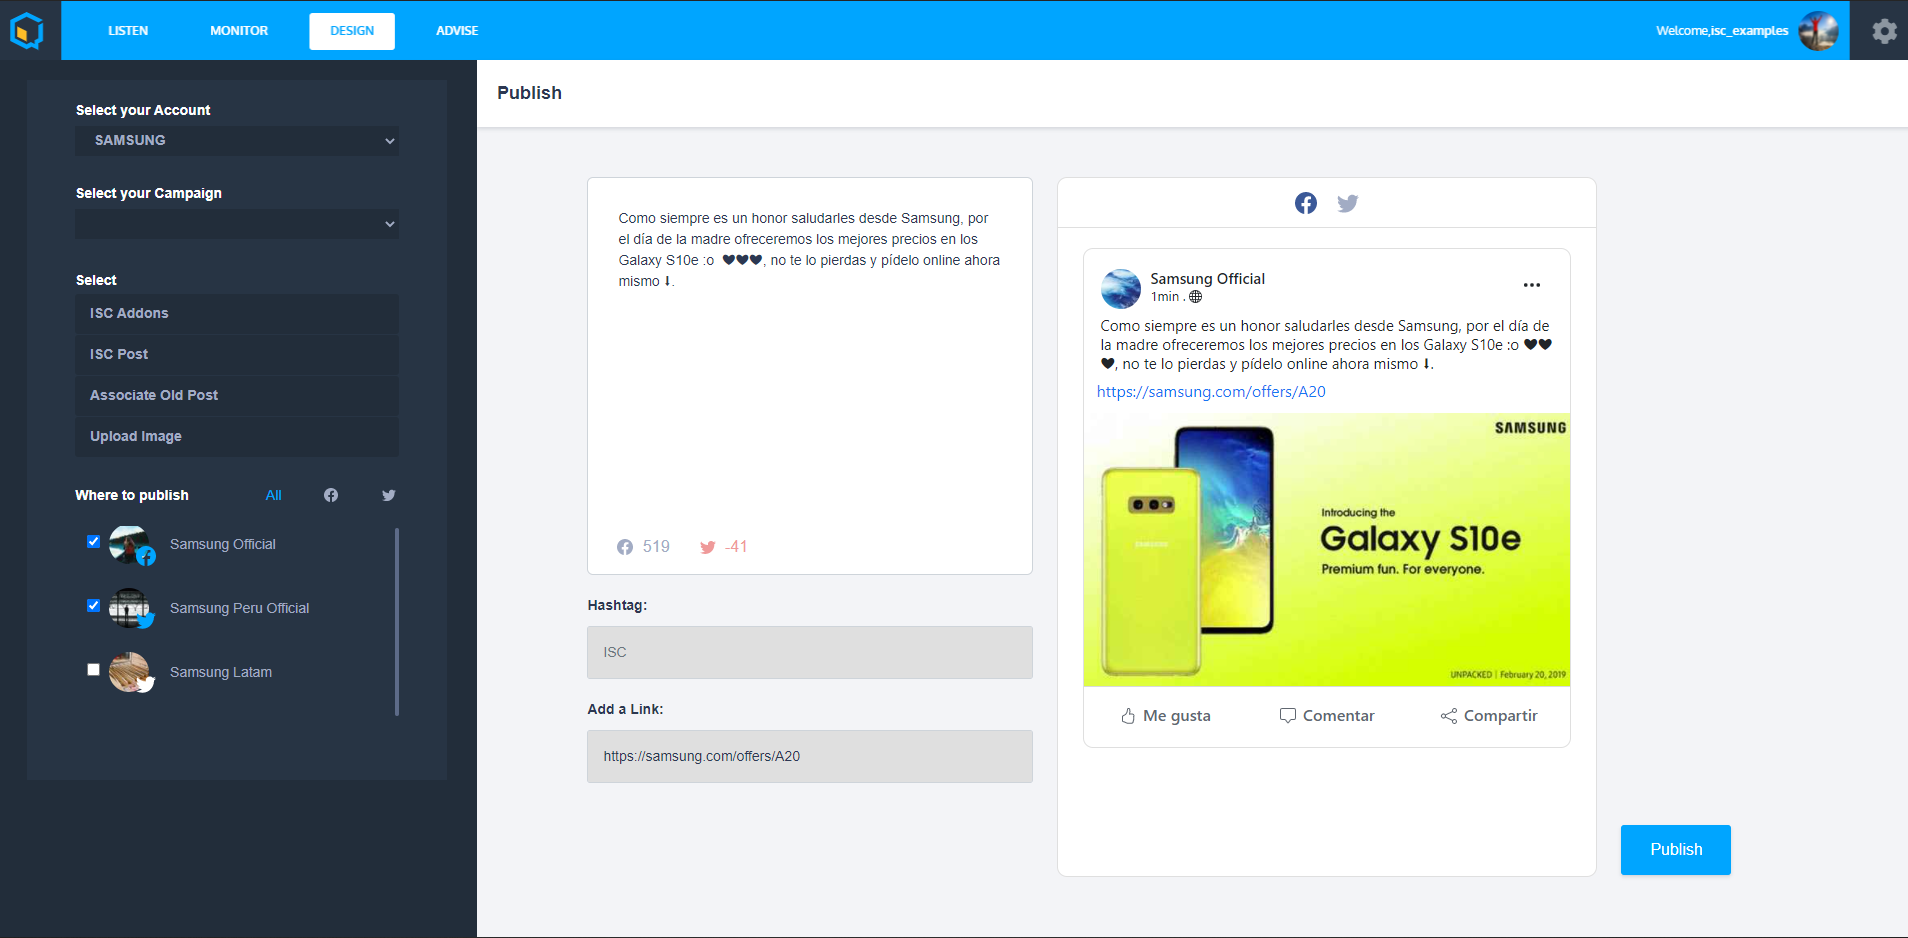 LISTEN
MONITOR
DESIGN
ADVISE
Welcome,isc_examples
Select your Account
SAMSUNG
Select your Campaign
Select
ISC Addons
ISC Post
Associate Old Post
Upload Image
Where to publish
All
Samsung Official
Samsung Peru Official
Samsung Latam
Publish
Como siempre es un honor saludarles desde Samsung, por
el día de la madre ofreceremos los mejores precios en los
Galaxy S10e :o ♥♥♥, no te lo pierdas y pídelo online ahora
mismo ⬇.
519
-41
Hashtag:
ISC
Add a Link:
https://samsung.com/offers/A20
Samsung Official
1min .
Como siempre es un honor saludarles desde Samsung, por el día de
la madre ofreceremos los mejores precios en los Galaxy S10e :o ♥♥
♥, no te lo pierdas y pídelo online ahora mismo ⬇.
https://samsung.com/offers/A20
SAMSUNG
SAMSUNG
Introducing the
Galaxy S10e
Premium fun. For everyone.
UNPACKED | February 20, 2019
Me gusta
Comentar
Compartir
Publish